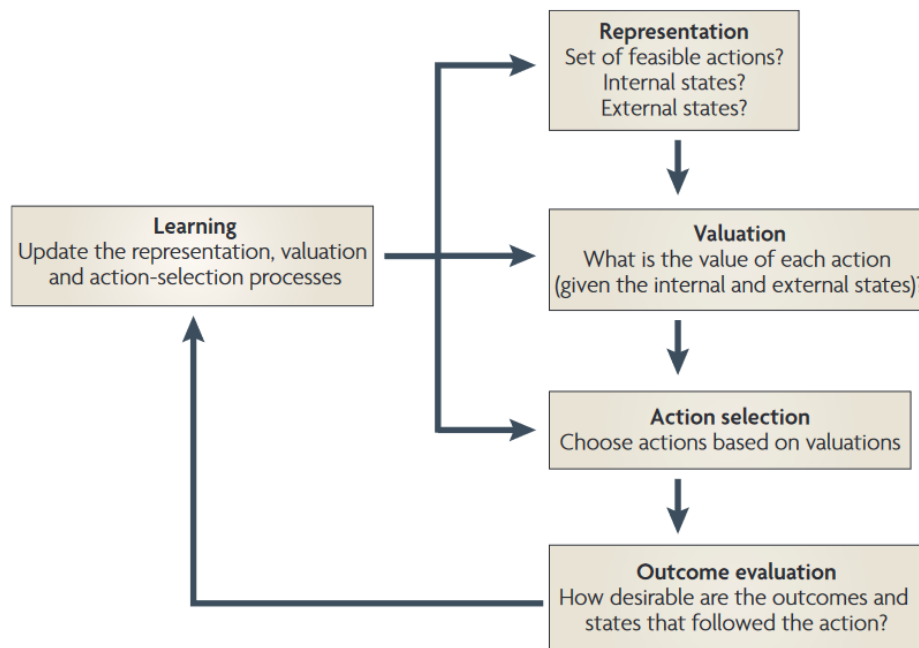 Representation
Set of feasible actions?
Internal states?
External states?
Learning
Update the representation, valuation
and action-selection processes
Valuation
What is the value of each action
(given the internal and external states)?
Action selection
Choose actions based on valuations
Outcome evaluation
How desirable are the outcomes and
states that followed the action?